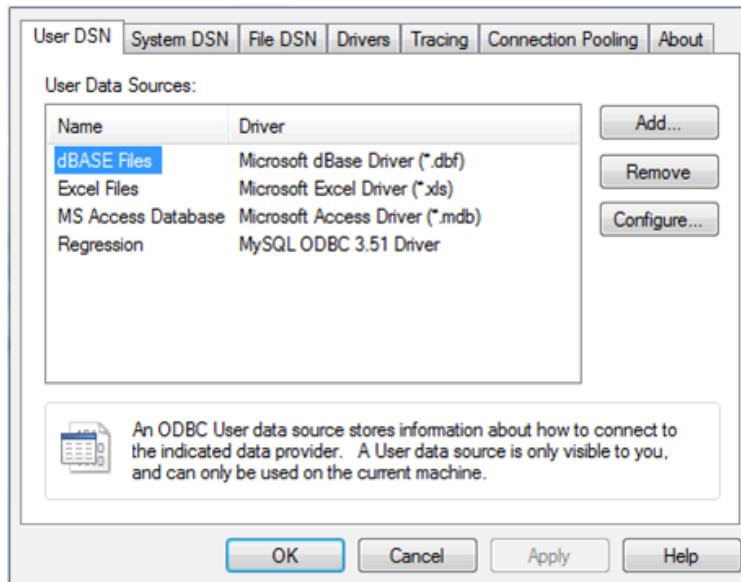 User DSN System DSN File DSN Drivers Tracing Connection Pooling About
User Data Sources:
Name Driver
dBASE Files Microsoft dBase Driver (*.dbf)
Excel Files Microsoft Excel Driver (*.xls)
MS Access Database Microsoft Access Driver (*.mdb)
Regression MySQL ODBC 3.51 Driver
Add...
Remove
Configure...
An ODBC User data source stores information about how to connect to
the indicated data provider. A User data source is only visible to you,
and can only be used on the current machine.
OK Cancel Apply Help